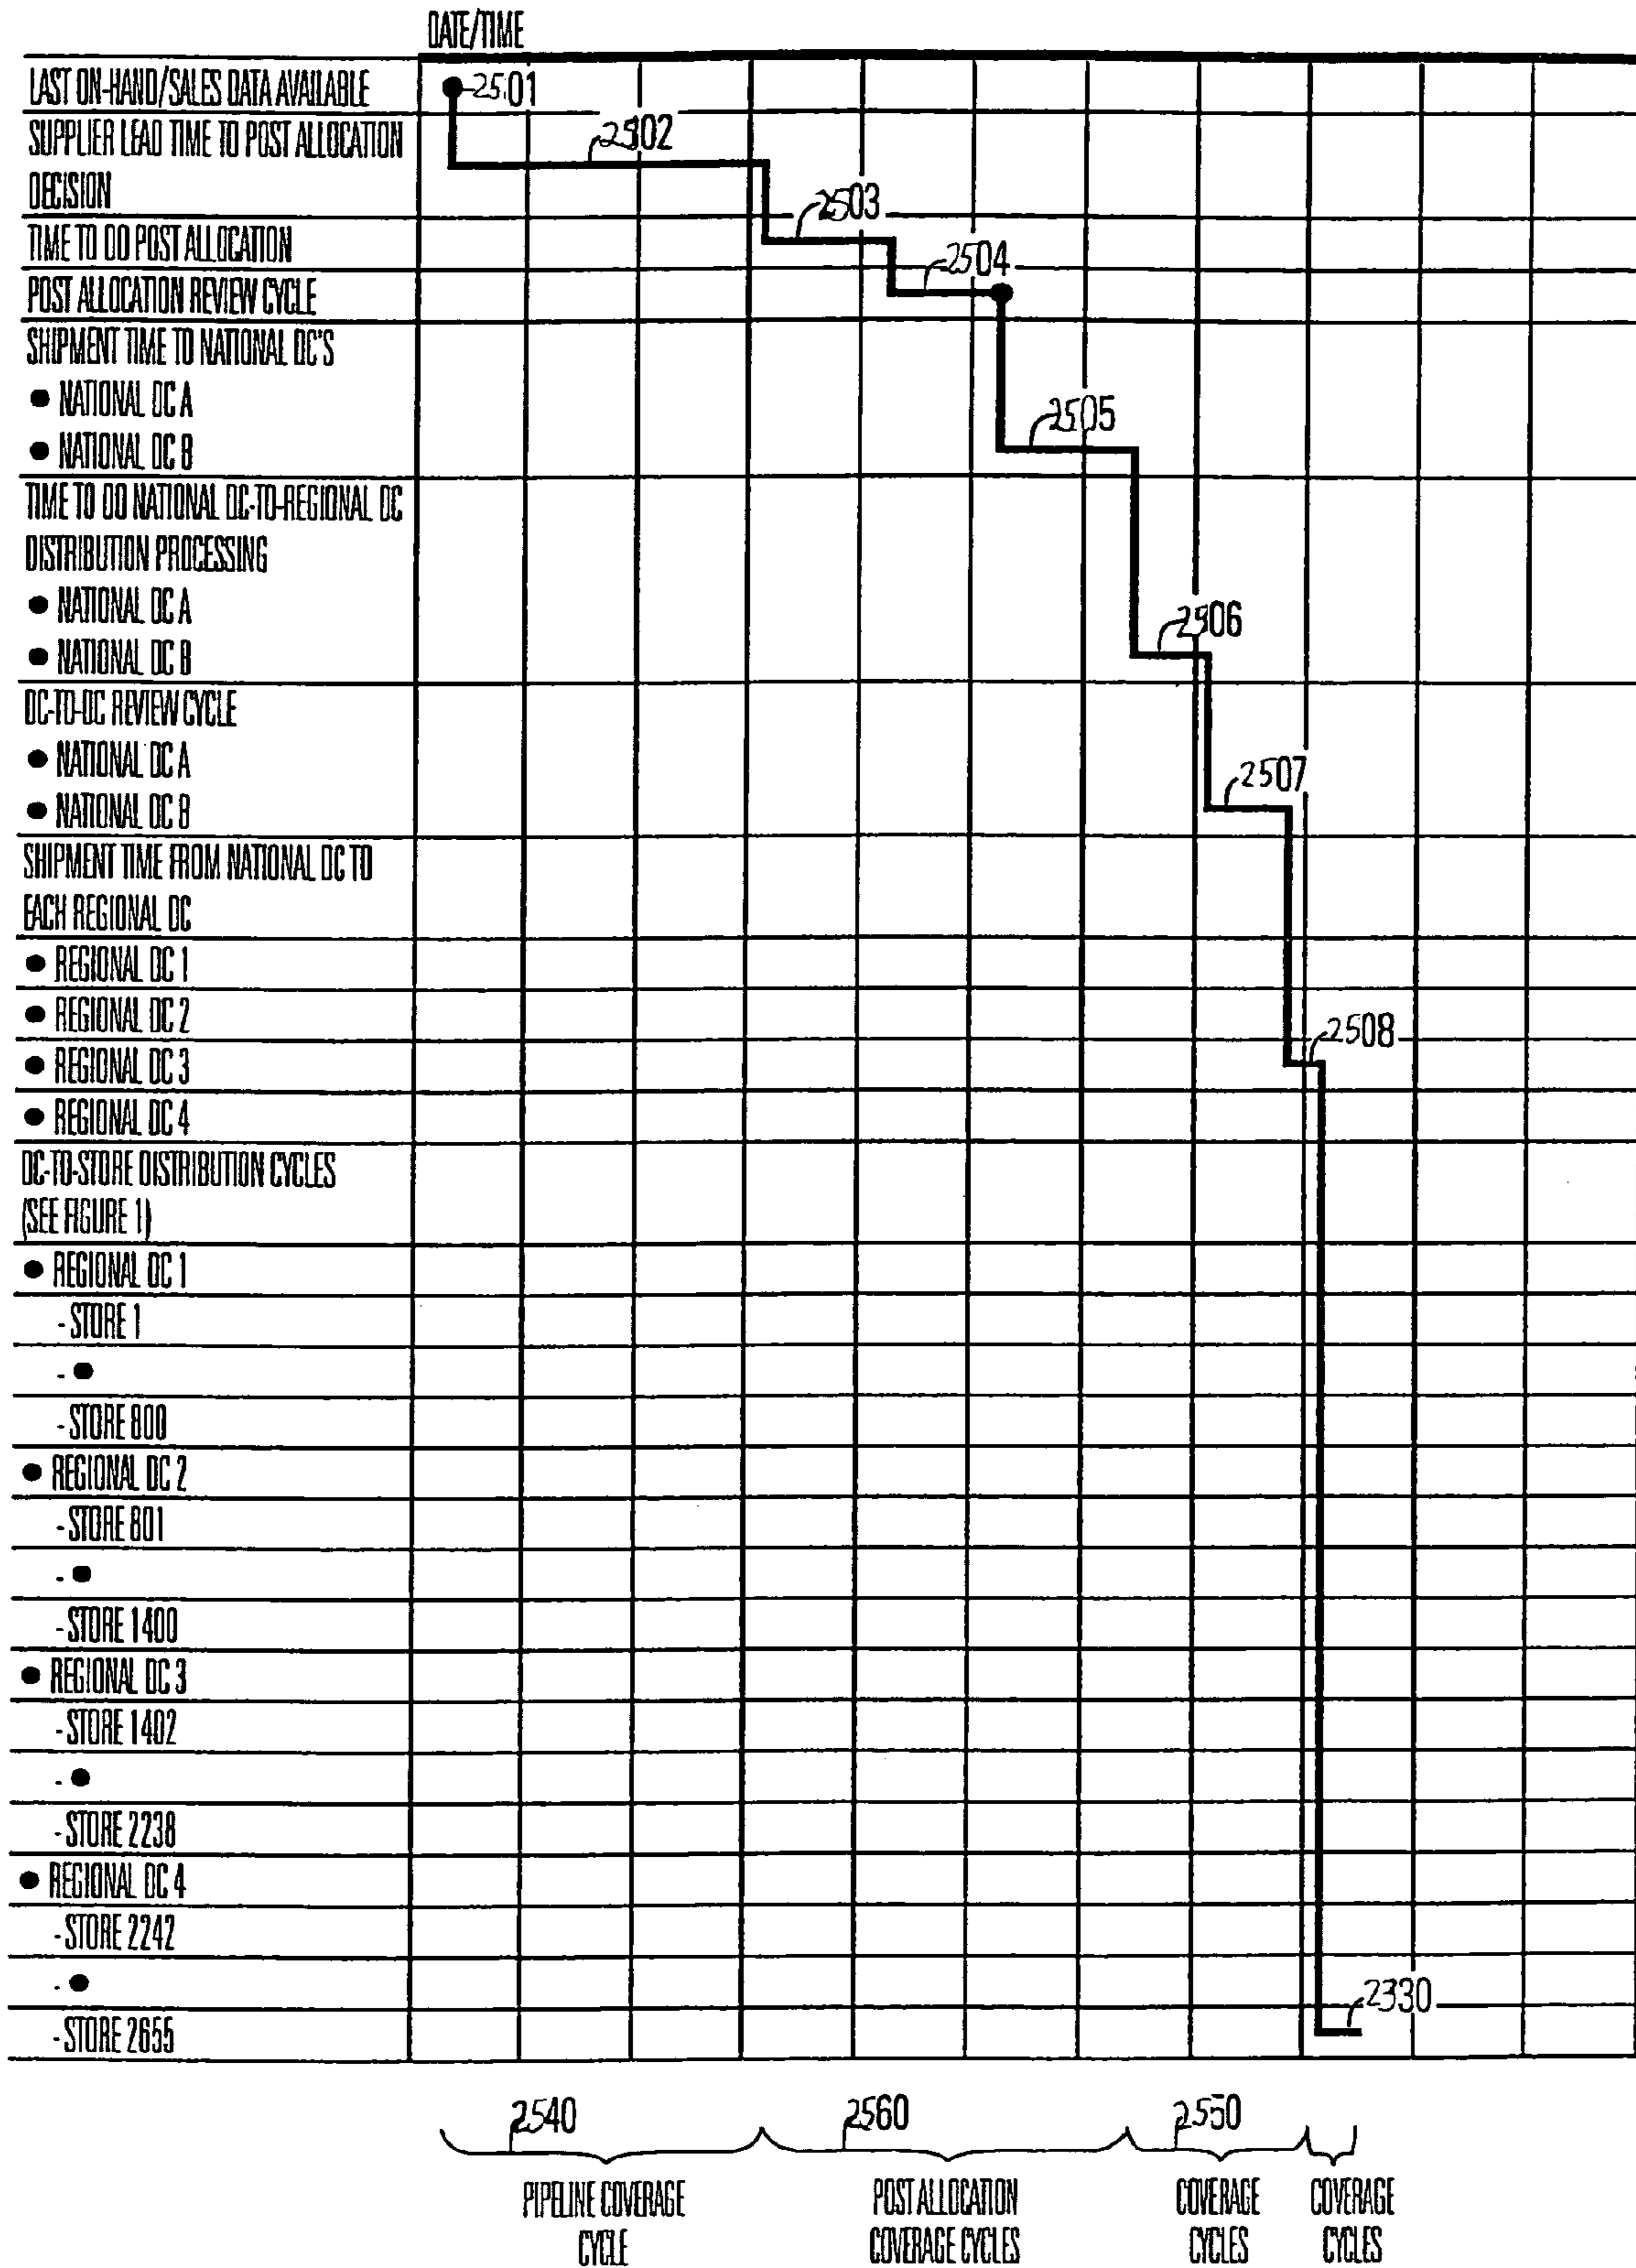 DATE/TIME
LAST ON-HAND/SALES DATA AVAILABLE
2501
SUPPLIER LEAD TIME TO POST ALLOCATION
DECISION
2502
2503
TIME TO DO POST ALLOCATION
2504
POST ALLOCATION REVIEW CYCLE
SHIPMENT TIME TO NATIONAL DC'S
● NATIONAL DC A
● NATIONAL DC B
2505
TIME TO DO NATIONAL DC-TO-REGIONAL DC
DISTRIBUTION PROCESSING
● NATIONAL DC A
● NATIONAL DC B
2506
DC-TO-DC REVIEW CYCLE
● NATIONAL DC A
● NATIONAL DC B
2507
SHIPMENT TIME FROM NATIONAL DC TO
EACH REGIONAL DC
● REGIONAL DC 1
● REGIONAL DC 2
● REGIONAL DC 3
2508
● REGIONAL DC 4
DC-TO-STORE DISTRIBUTION CYCLES
(SEE FIGURE 1)
● REGIONAL DC 1
- STORE 1
- ●
- STORE 800
● REGIONAL DC 2
- STORE 801
- ●
- STORE 1400
● REGIONAL DC 3
- STORE 1402
- ●
- STORE 2238
● REGIONAL DC 4
- STORE 2242
- ●
- STORE 2655
2330
2540
2560
2550
PIPELINE COVERAGE
CYCLE
POST ALLOCATION
COVERAGE CYCLES
COVERAGE
CYCLES
COVERAGE
CYCLES